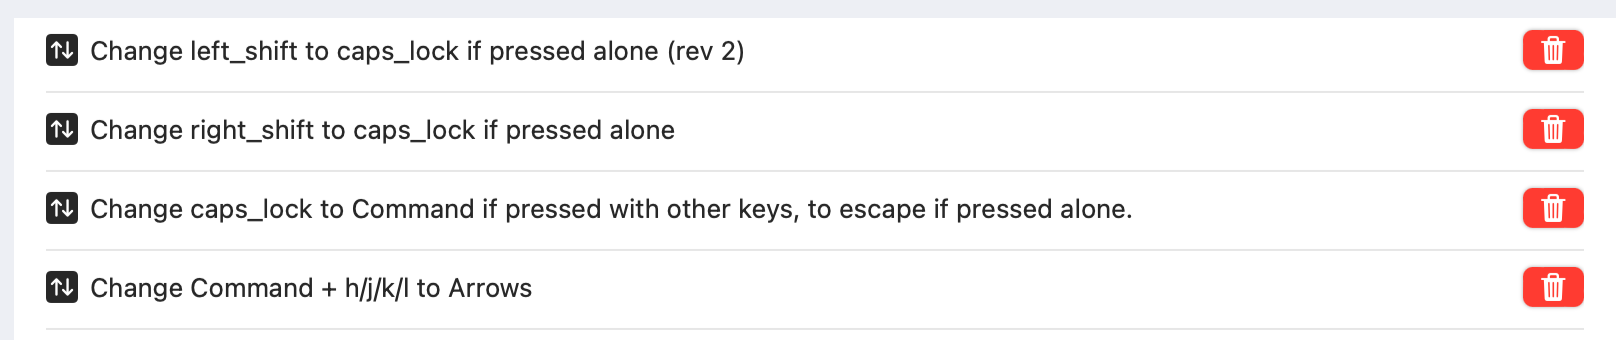 Change left_shift to caps_lock if pressed alone (rev 2)
Change right_shift to caps_lock if pressed alone
Change caps_lock to Command if pressed with other keys, to escape if pressed alone.
Change Command + h/j/k/l to Arrows